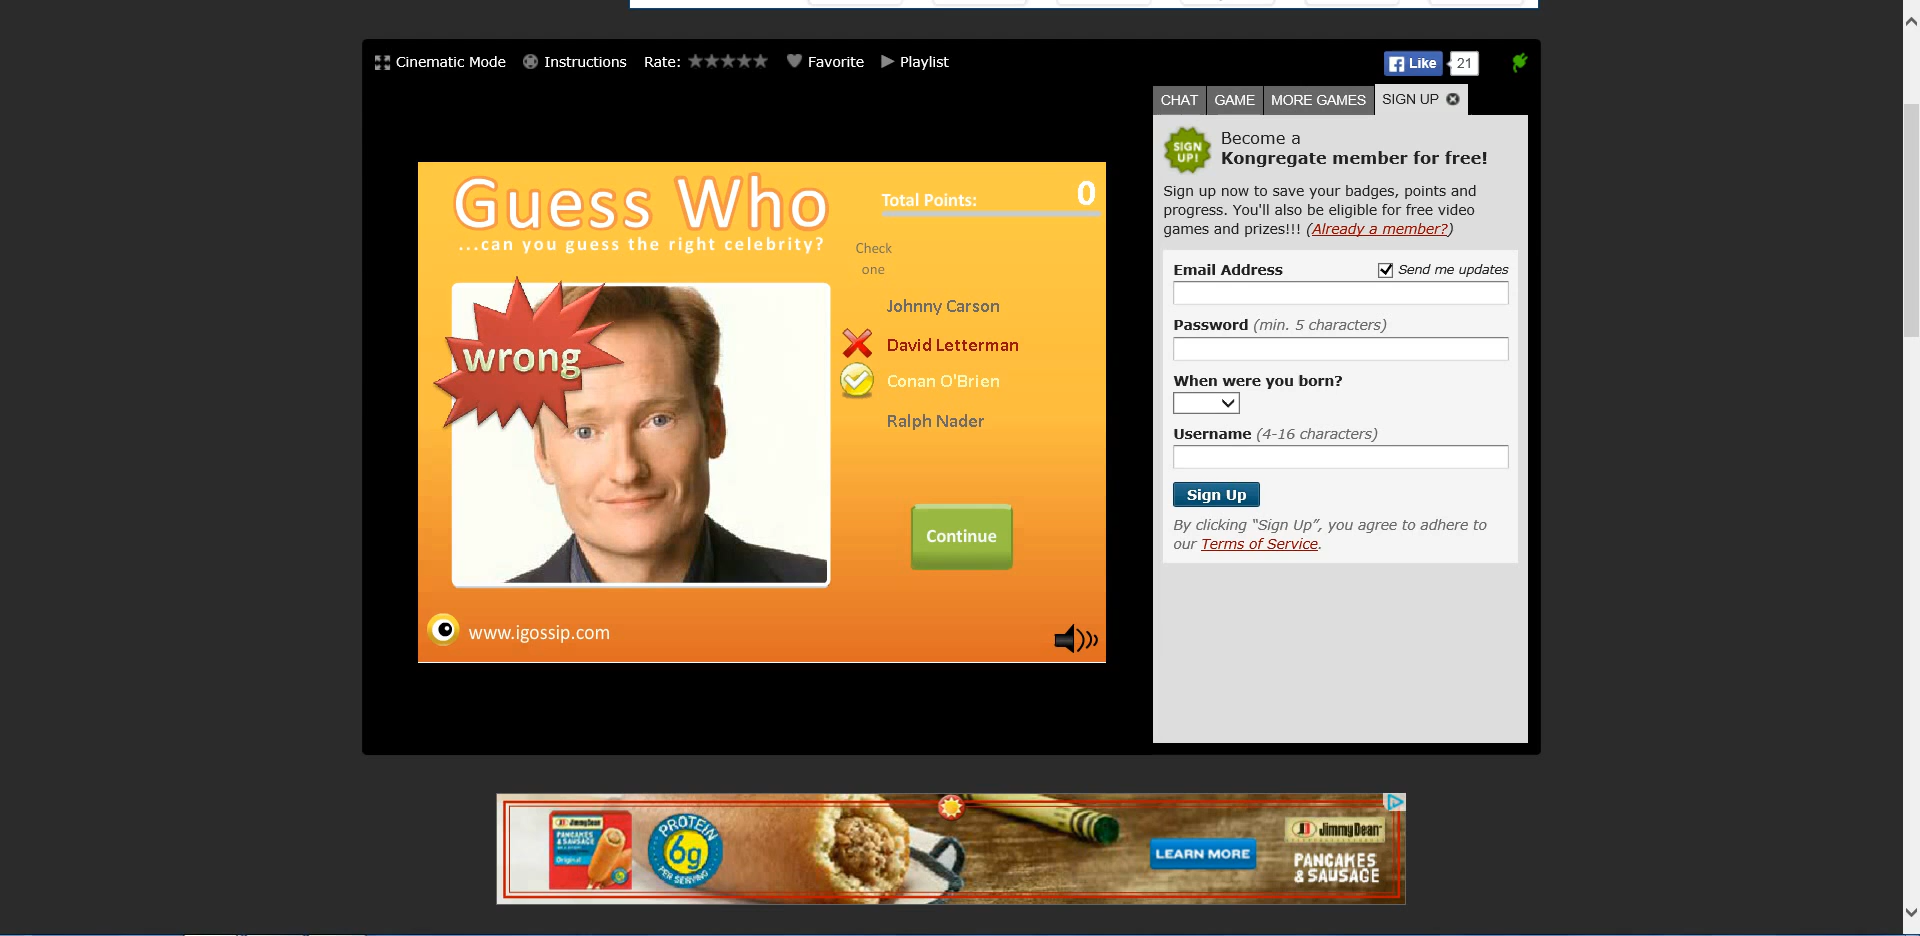 Cinematic Mode Instructions Rate: Favorite Playlist
Like 21
CHAT GAME MORE GAMES SIGN UP
SIGN UP!
Become a
Kongregate member for free!
Sign up now to save your badges, points and
progress. You'll also be eligible for free video
games and prizes!!! (Already a member?)
Email Address Send me updates
Password (min. 5 characters)
When were you born?
Username (4-16 characters)
Sign Up
By clicking “Sign Up”, you agree to adhere to
our Terms of Service.
Guess Who
...can you guess the right celebrity?
Total Points: 0
Check
one
wrong
Johnny Carson
David Letterman
Conan O'Brien
Ralph Nader
Continue
www.igossip.com
Jimmy Dean
PANCAKES
& SAUSAGE
Original
PROTEIN
6g
PER SERVING
LEARN MORE
Jimmy Dean
PANCAKES
& SAUSAGE